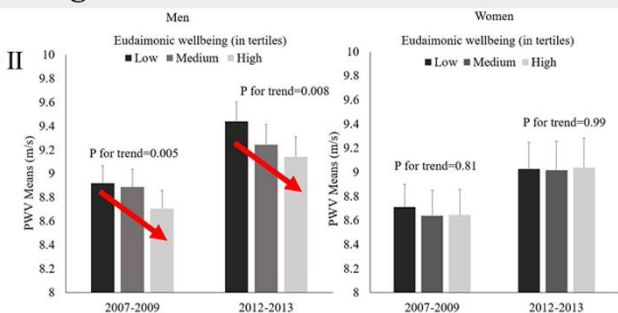 Men
Eudaimonic wellbeing (in tertiles)
Low Medium High
II
PWV Means (m/s)
10
9.8
9.6
9.4
9.2
9
8.8
8.6
8.4
8.2
8
P for trend=0.005
P for trend=0.008
2007-2009
2012-2013
Women
Eudaimonic wellbeing (in tertiles)
Low Medium High
PWV Means (m/s)
10
9.8
9.6
9.4
9.2
9
8.8
8.6
8.4
8.2
8
P for trend=0.81
P for trend=0.99
2007-2009
2012-2013